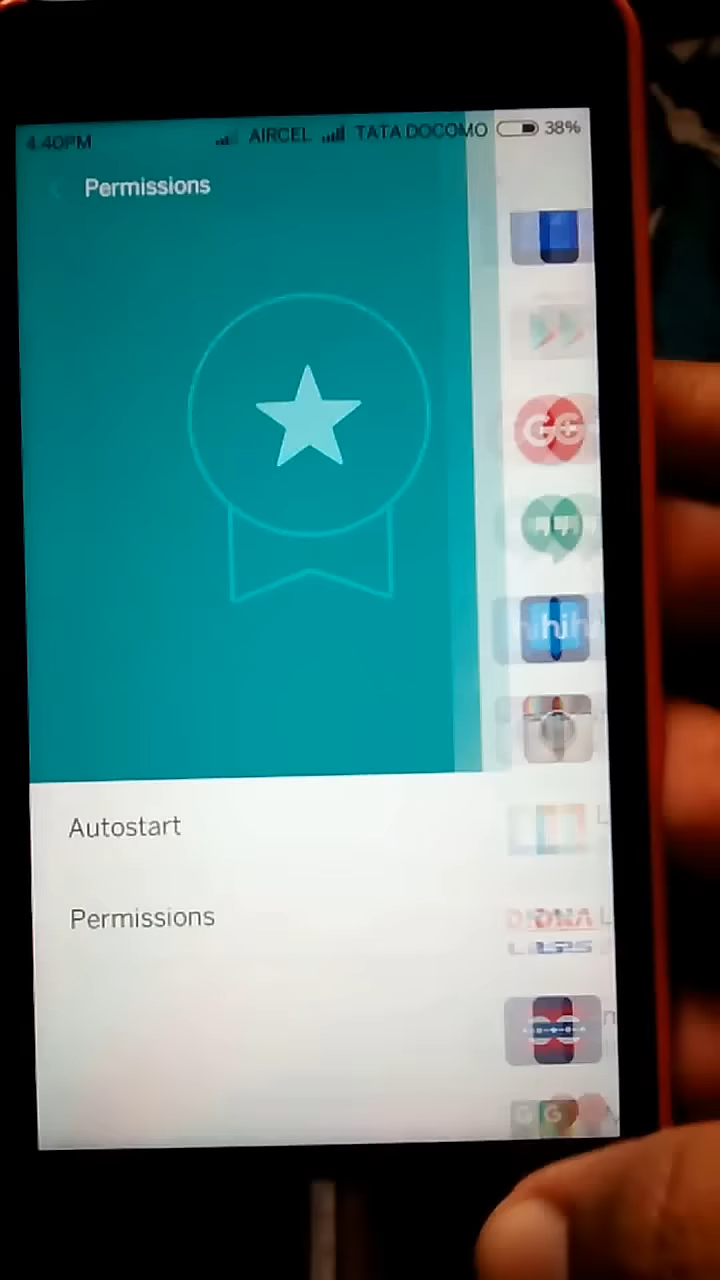 4:40PM AIRCEL TATA DOCOMO 38%
Permissions
G+
Autostart
Permissions